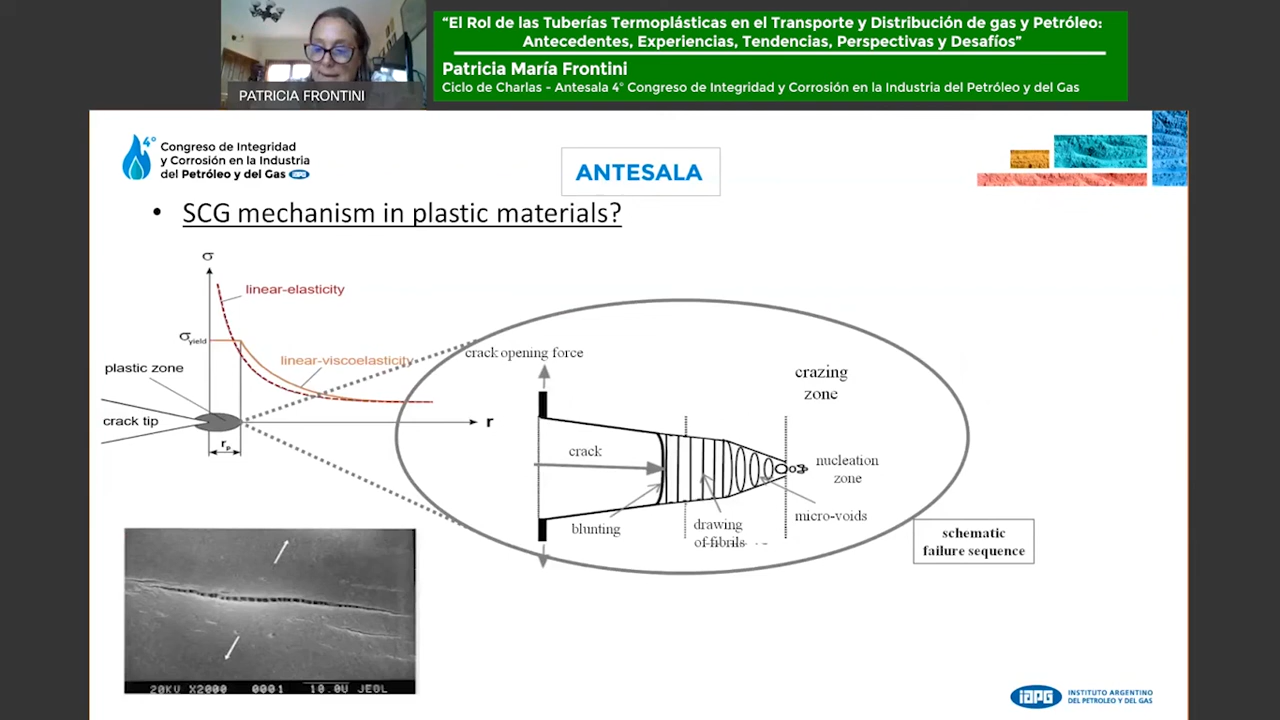 “El Rol de las Tuberías Termoplásticas en el Transporte y Distribución de gas y Petróleo:
Antecedentes, Experiencias, Tendencias, Perspectivas y Desafíos”
Patricia María Frontini
Ciclo de Charlas - Antesala 4° Congreso de Integridad y Corrosión en la Industria del Petróleo y del Gas
PATRICIA FRONTINI
4°
Congreso de Integridad
y Corrosión en la Industria
del Petróleo y del Gas iapg
ANTESALA
• SCG mechanism in plastic materials?
σ
linear-elasticity
σyield
linear-viscoelasticity
plastic zone
crack tip
r
rp
crack opening force
crazing
zone
crack
nucleation
zone
blunting
drawing
of fibrils
micro-voids
schematic
failure sequence
20KV X2000 0001 10.0U JEOL
iapg
INSTITUTO ARGENTINO
DEL PETROLEO Y DEL GAS